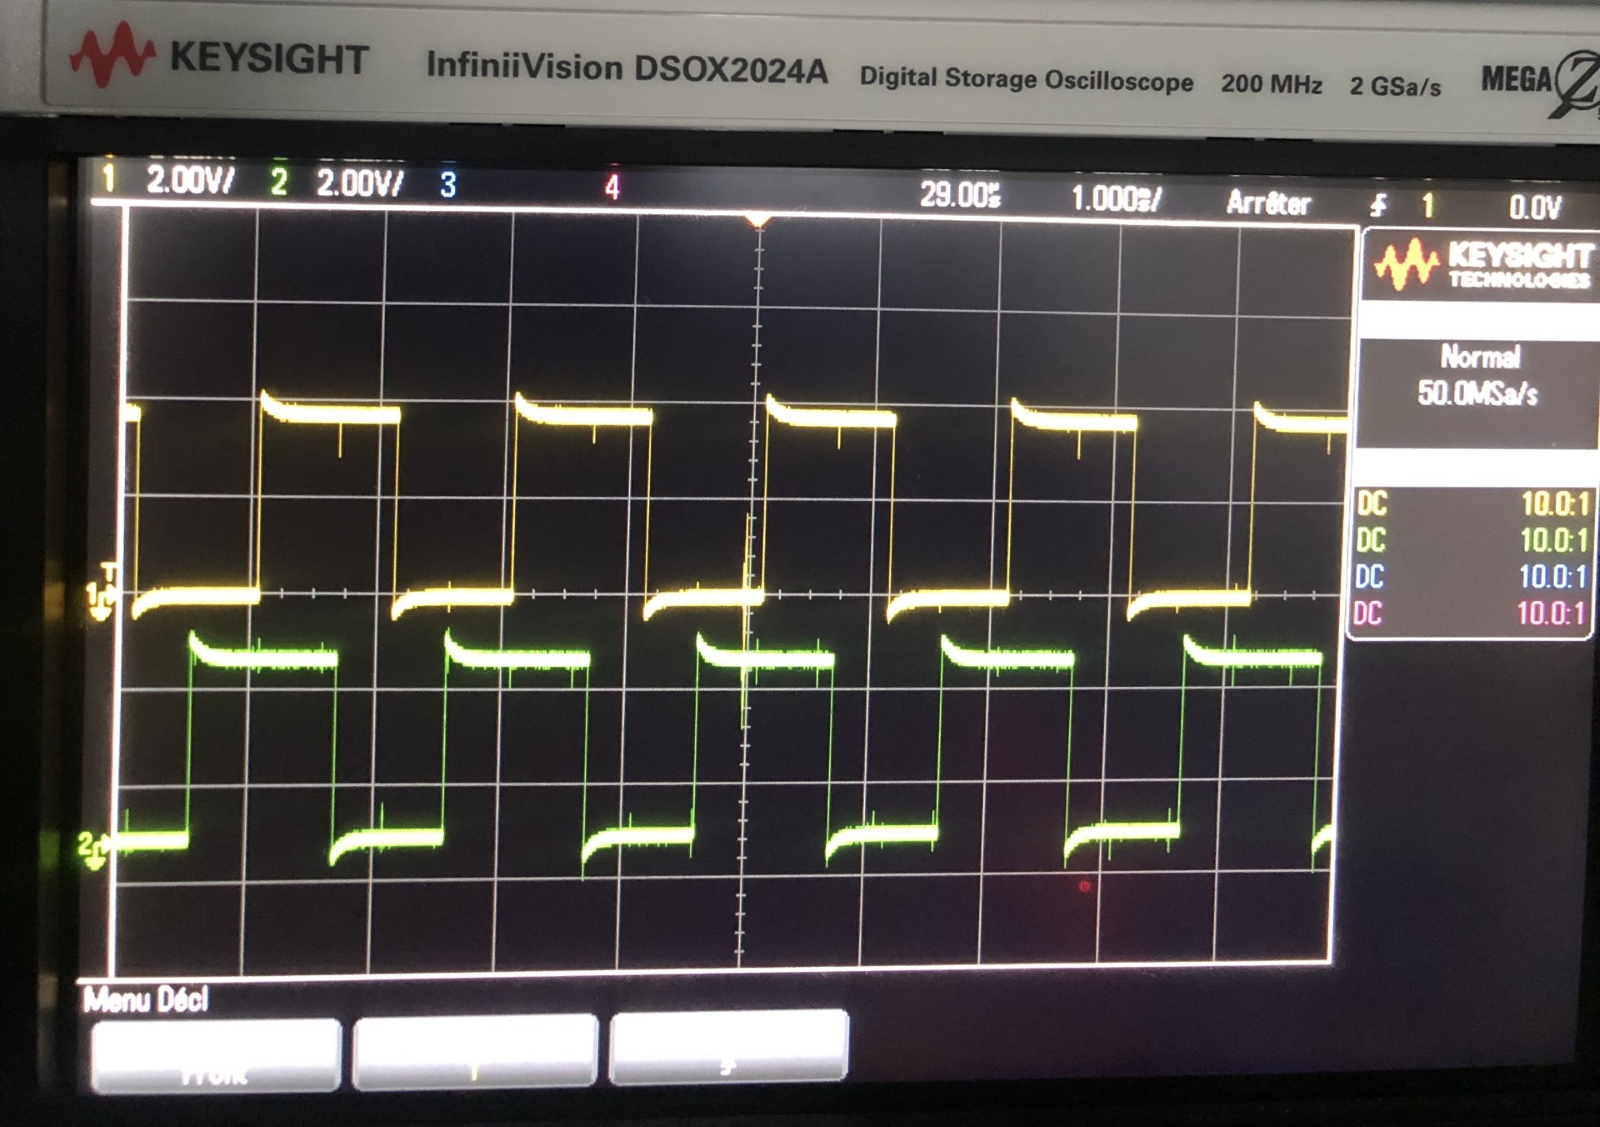 KEYSIGHT InfiniiVision DSOX2024A Digital Storage Oscilloscope 200 MHz 2 GSa/s MEGA Z
1 2.00V/ 2 2.00V/ 3 4 29.00µs 1.000ms/ Arrêter 1 0.0V
KEYSIGHT
TECHNOLOGIES
Normal
50.0MSa/s
DC 10.0:1
DC 10.0:1
DC 10.0:1
DC 10.0:1
T
1
2
Menu Décl